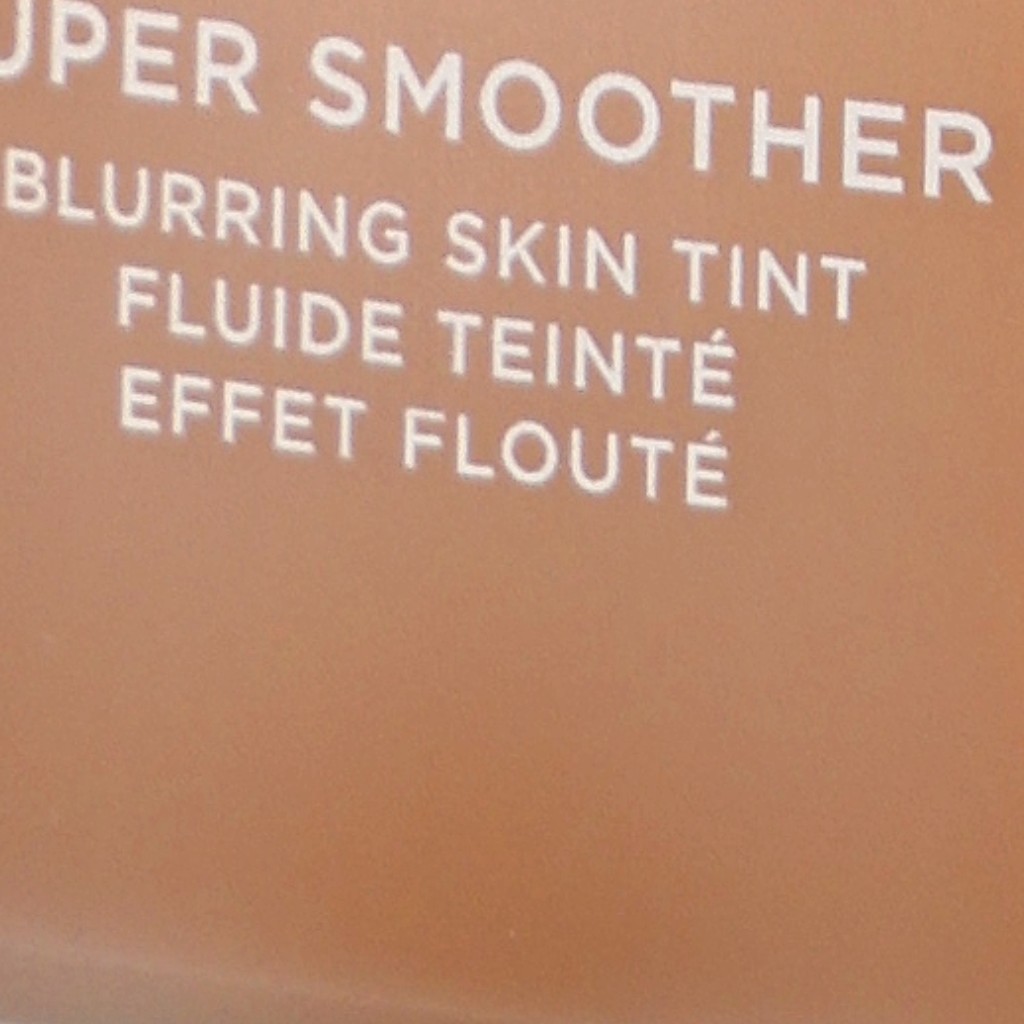 UPER SMOOTHER
BLURRING SKIN TINT
FLUIDE TEINTÉ
EFFET FLOUTÉ